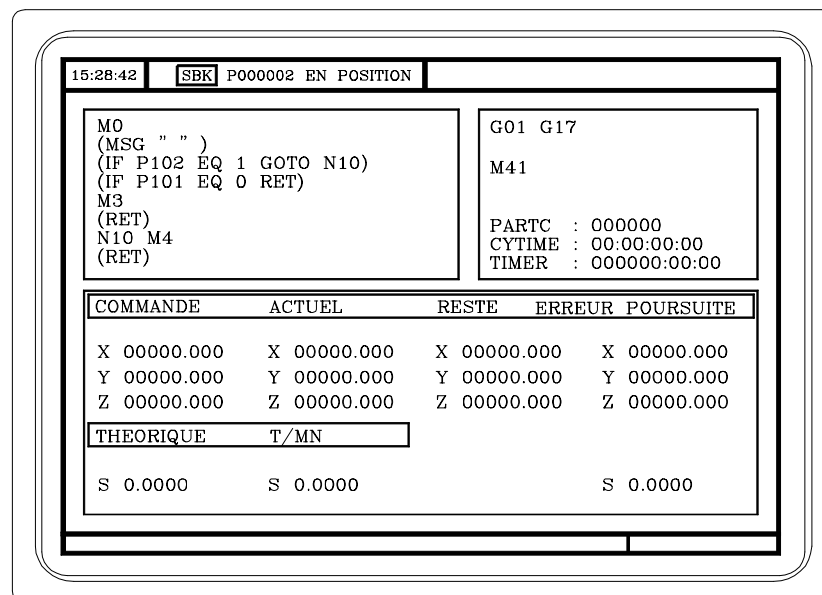 15:28:42 SBK P000002 EN POSITION
M0
(MSG " " )
(IF P102 EQ 1 GOTO N10)
(IF P101 EQ 0 RET)
M3
(RET)
N10 M4
(RET)
G01 G17
M41
PARTC : 000000
CYTIME : 00:00:00:00
TIMER : 000000:00:00
COMMANDE ACTUEL RESTE ERREUR POURSUITE
X 00000.000 X 00000.000 X 00000.000 X 00000.000
Y 00000.000 Y 00000.000 Y 00000.000 Y 00000.000
Z 00000.000 Z 00000.000 Z 00000.000 Z 00000.000
THEORIQUE T/MN
S 0.0000 S 0.0000 S 0.0000